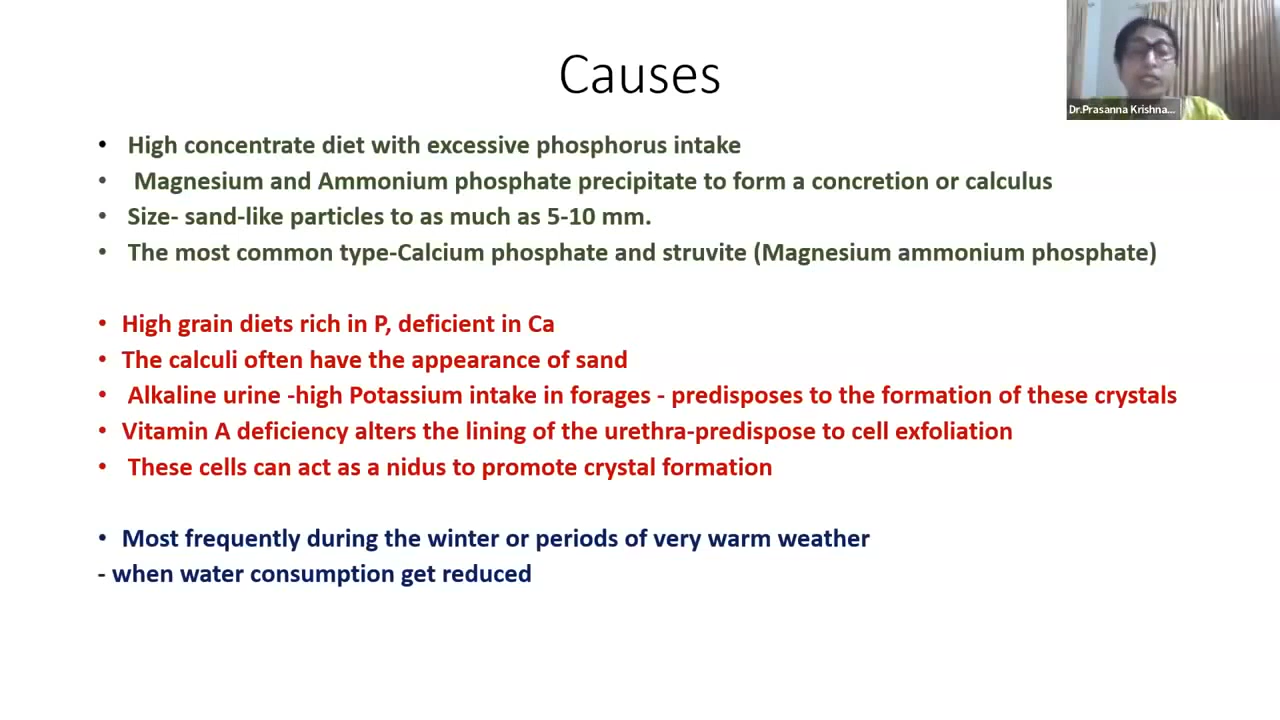 Causes
Dr.Prasanna Krishna...
• High concentrate diet with excessive phosphorus intake
• Magnesium and Ammonium phosphate precipitate to form a concretion or calculus
• Size- sand-like particles to as much as 5-10 mm.
• The most common type-Calcium phosphate and struvite (Magnesium ammonium phosphate)
• High grain diets rich in P, deficient in Ca
• The calculi often have the appearance of sand
• Alkaline urine -high Potassium intake in forages - predisposes to the formation of these crystals
• Vitamin A deficiency alters the lining of the urethra-predispose to cell exfoliation
• These cells can act as a nidus to promote crystal formation
• Most frequently during the winter or periods of very warm weather
- when water consumption get reduced